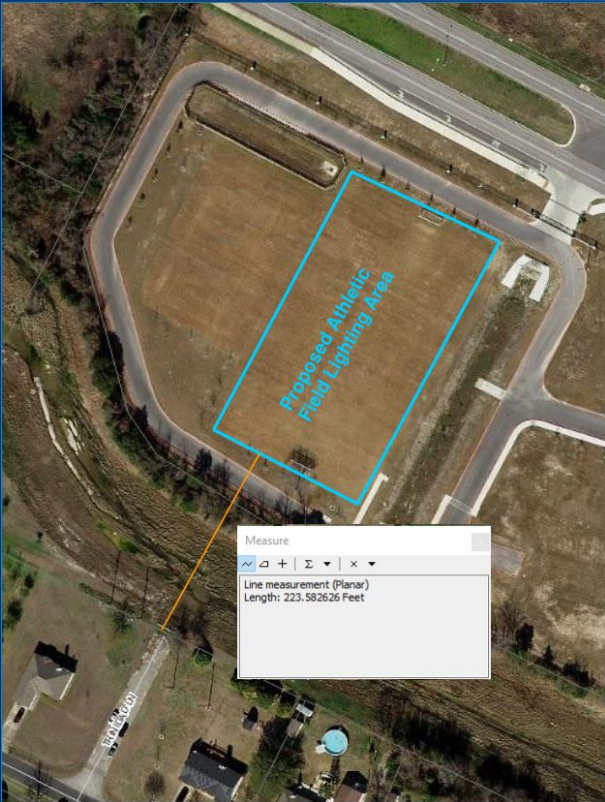 Proposed Athletic
Field Lighting Area
Measure
Line measurement (Planar)
Length: 223.582626 Feet